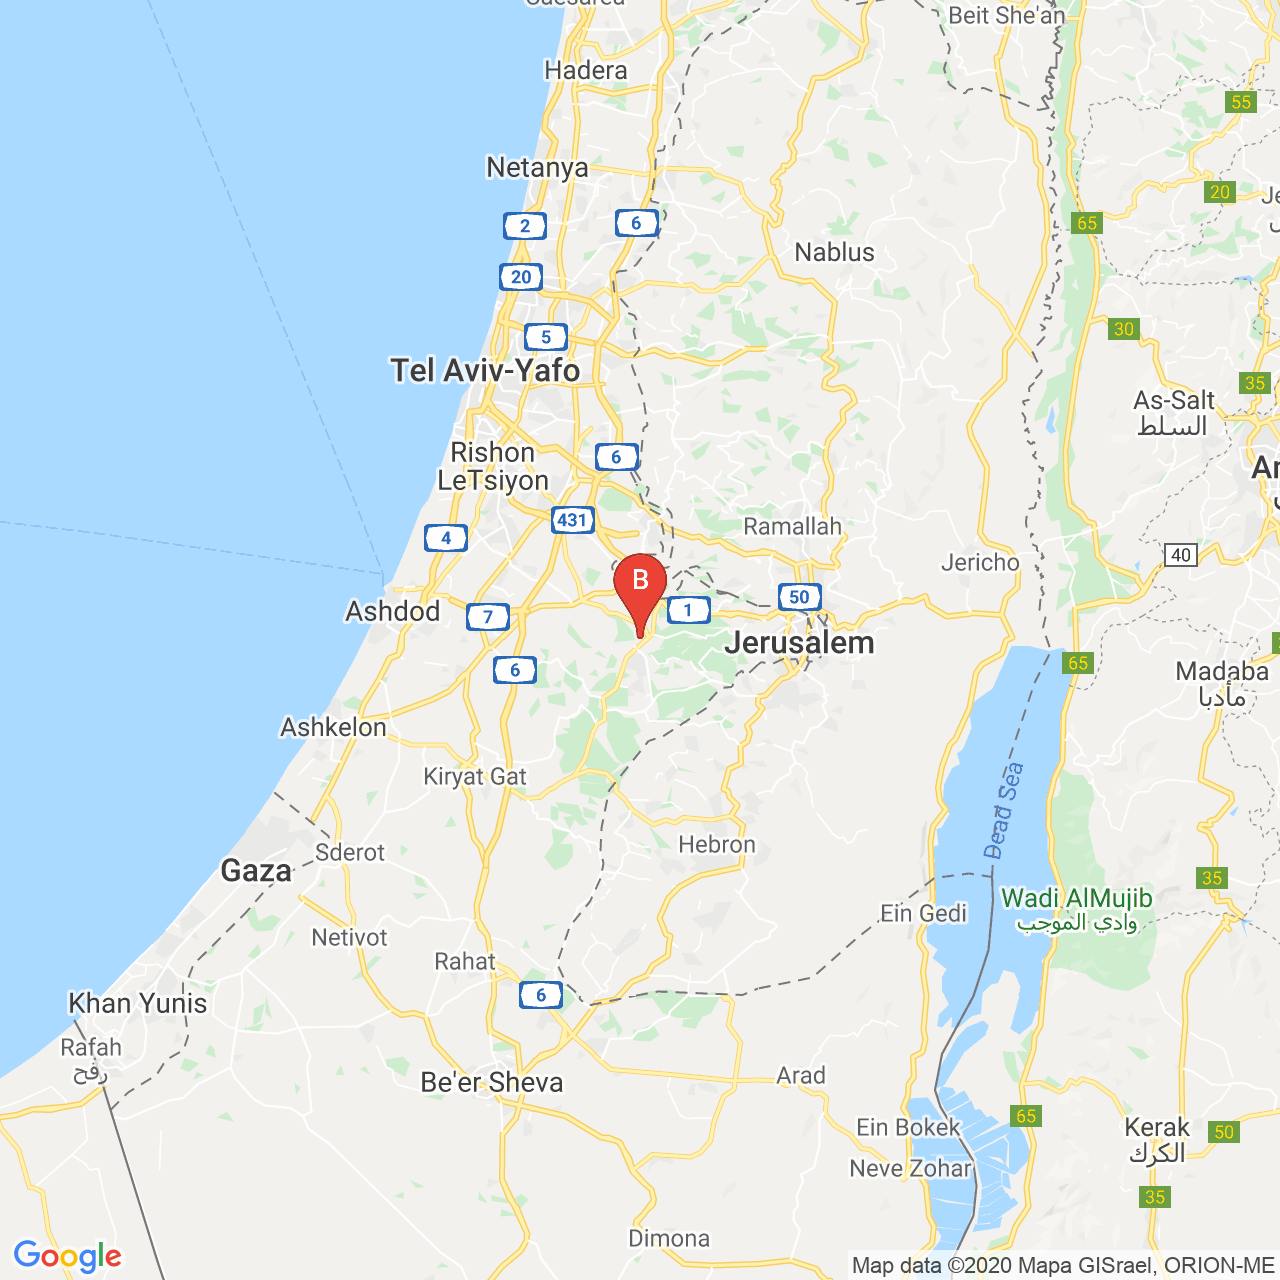 Caesarea
Beit She'an
Hadera
55
Netanya
20
2
6
65
Nablus
20
5
30
Tel Aviv-Yafo
35
As-Salt
السلط
Rishon
LeTsiyon
6
431
Ramallah
4
Jericho
40
B
50
Ashdod
7
1
Jerusalem
6
65
Madaba
مأدبا
Ashkelon
Kiryat Gat
Dead Sea
Hebron
Sderot
Gaza
35
Wadi AlMujib
وادي الموجب
Ein Gedi
Netivot
Rahat
6
Khan Yunis
Rafah
رفح
Be'er Sheva
Arad
65
Ein Bokek
Kerak
الكرك
50
Neve Zohar
35
Dimona
Google
Map data ©2020 Mapa GISrael, ORION-ME